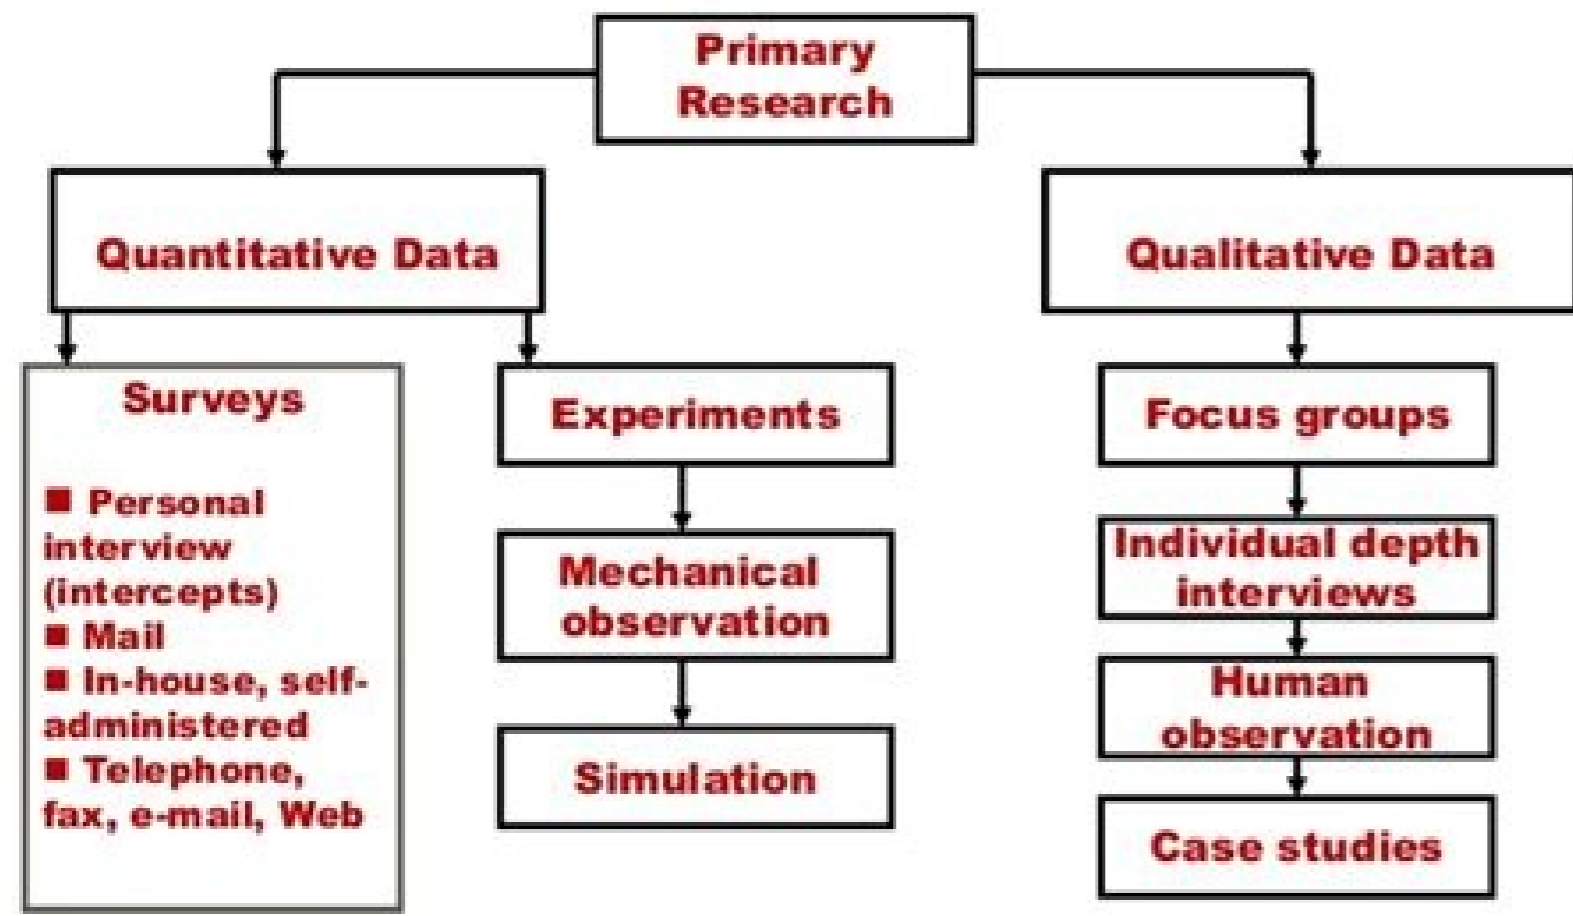 Primary
Research
Quantitative Data
Qualitative Data
Surveys
■ Personal
interview
(intercepts)
■ Mail
■ In-house, self-
administered
■ Telephone,
fax, e-mail, Web
Experiments
Mechanical
observation
Simulation
Focus groups
Individual depth
interviews
Human
observation
Case studies